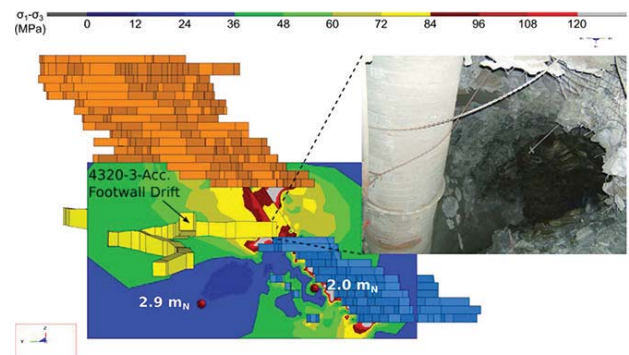 σ₁-σ₃
(MPa)
0 24 36 48 60 72 84 96 108 120
4320-3-Acc.
Footwall Drift
2.9 mN
2.0 mN